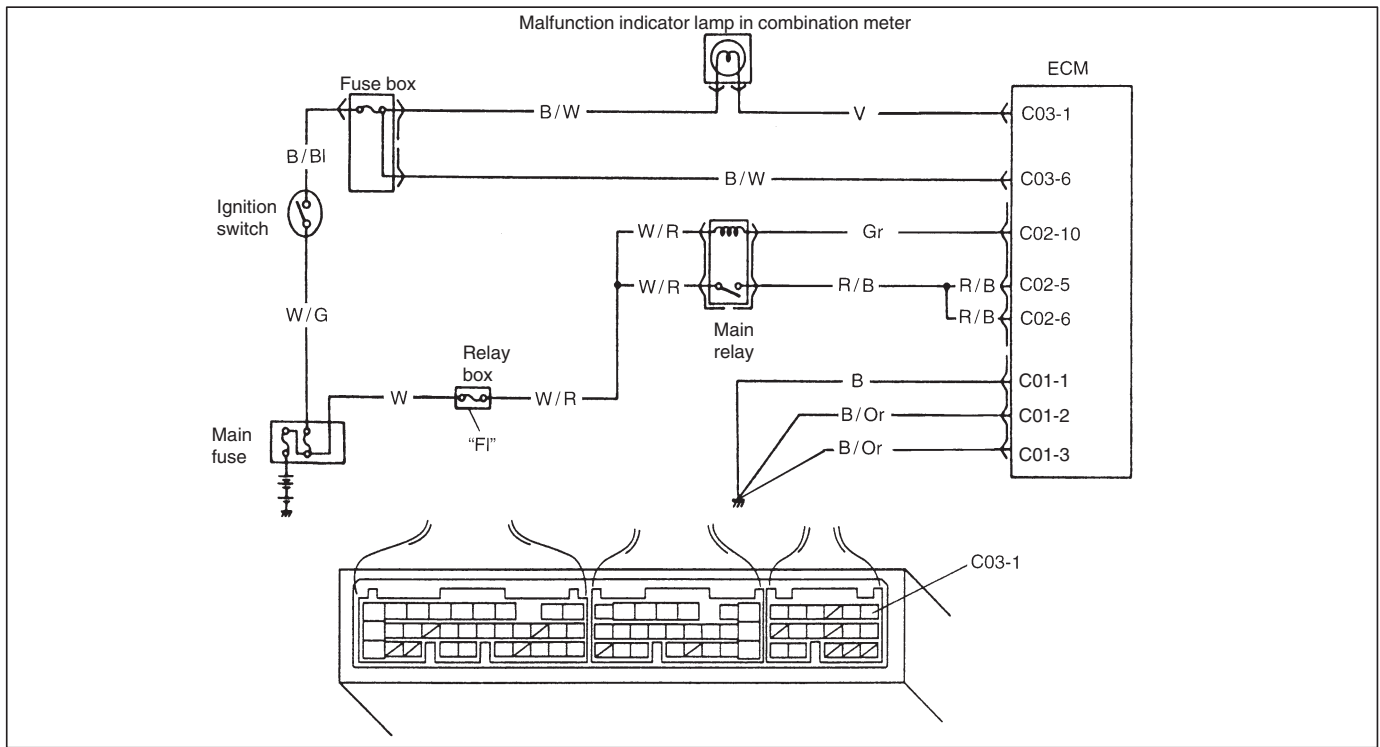 Malfunction indicator lamp in combination meter
ECM
Fuse box
B/W
V
C03-1
B/Bl
B/W
C03-6
Ignition
switch
W/R
Gr
C02-10
W/R
R/B
R/B
C02-5
R/B
C02-6
W/G
Main
relay
Relay
box
W
W/R
"FI"
B
C01-1
B/Or
C01-2
B/Or
C01-3
Main
fuse
C03-1